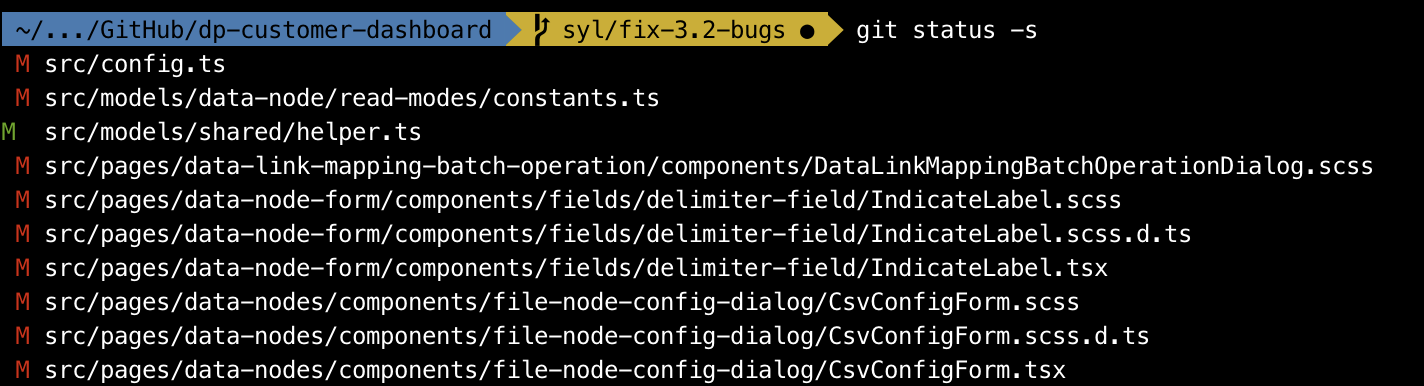 ~/.../GitHub/dp-customer-dashboard syl/fix-3.2-bugs ● git status -s
 M src/config.ts
 M src/models/data-node/read-modes/constants.ts
M  src/models/shared/helper.ts
 M src/pages/data-link-mapping-batch-operation/components/DataLinkMappingBatchOperationDialog.scss
 M src/pages/data-node-form/components/fields/delimiter-field/IndicateLabel.scss
 M src/pages/data-node-form/components/fields/delimiter-field/IndicateLabel.scss.d.ts
 M src/pages/data-node-form/components/fields/delimiter-field/IndicateLabel.tsx
 M src/pages/data-nodes/components/file-node-config-dialog/CsvConfigForm.scss
 M src/pages/data-nodes/components/file-node-config-dialog/CsvConfigForm.scss.d.ts
 M src/pages/data-nodes/components/file-node-config-dialog/CsvConfigForm.tsx